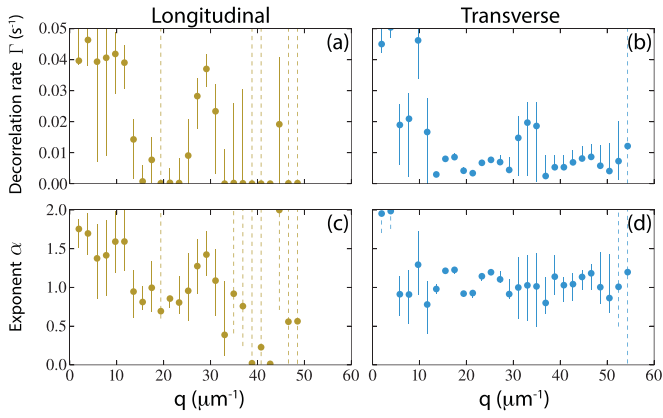 Longitudinal Transverse
Decorrelation rate Γ (s⁻¹)
0.05
0.04
0.03
0.02
0.01
0.00
(a)
(b)
Exponent α
2.0
1.5
1.0
0.5
0.0
(c)
(d)
0 10 20 30 40 50 60
0 10 20 30 40 50 60
q (μm⁻¹)
q (μm⁻¹)